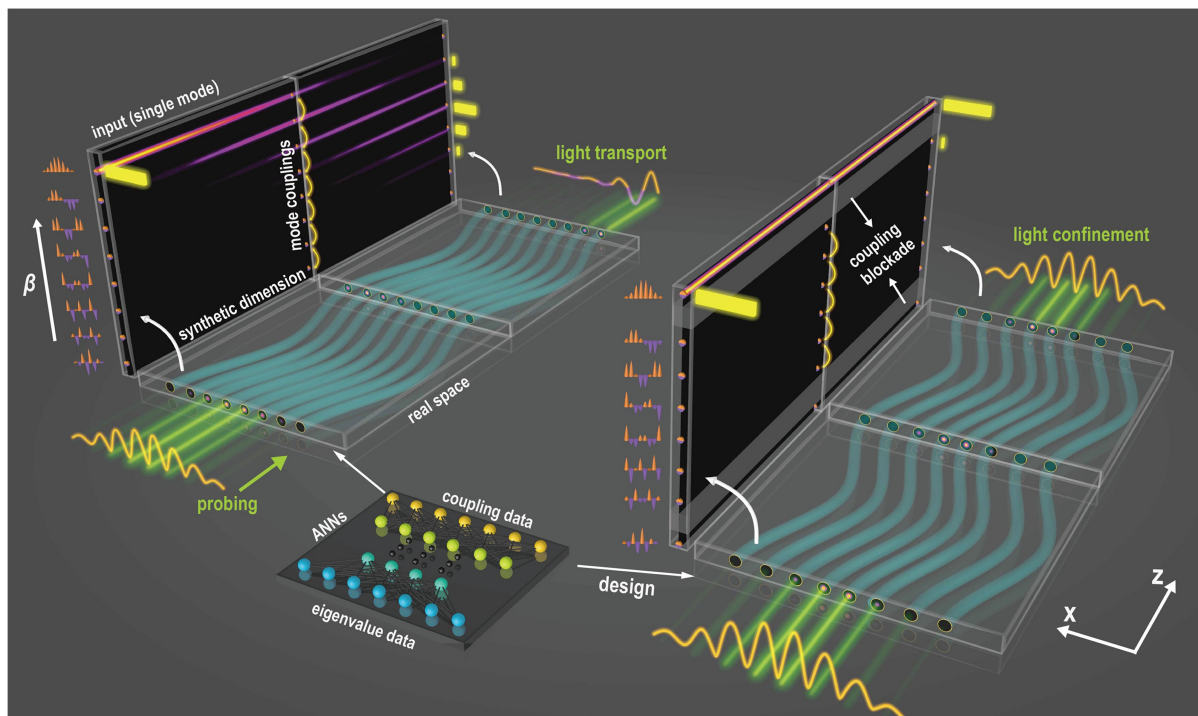 input (single mode)
mode couplings
synthetic dimension
β
real space
light transport
probing
ANNs
coupling data
eigenvalue data
design
coupling
blockade
light confinement
x
z